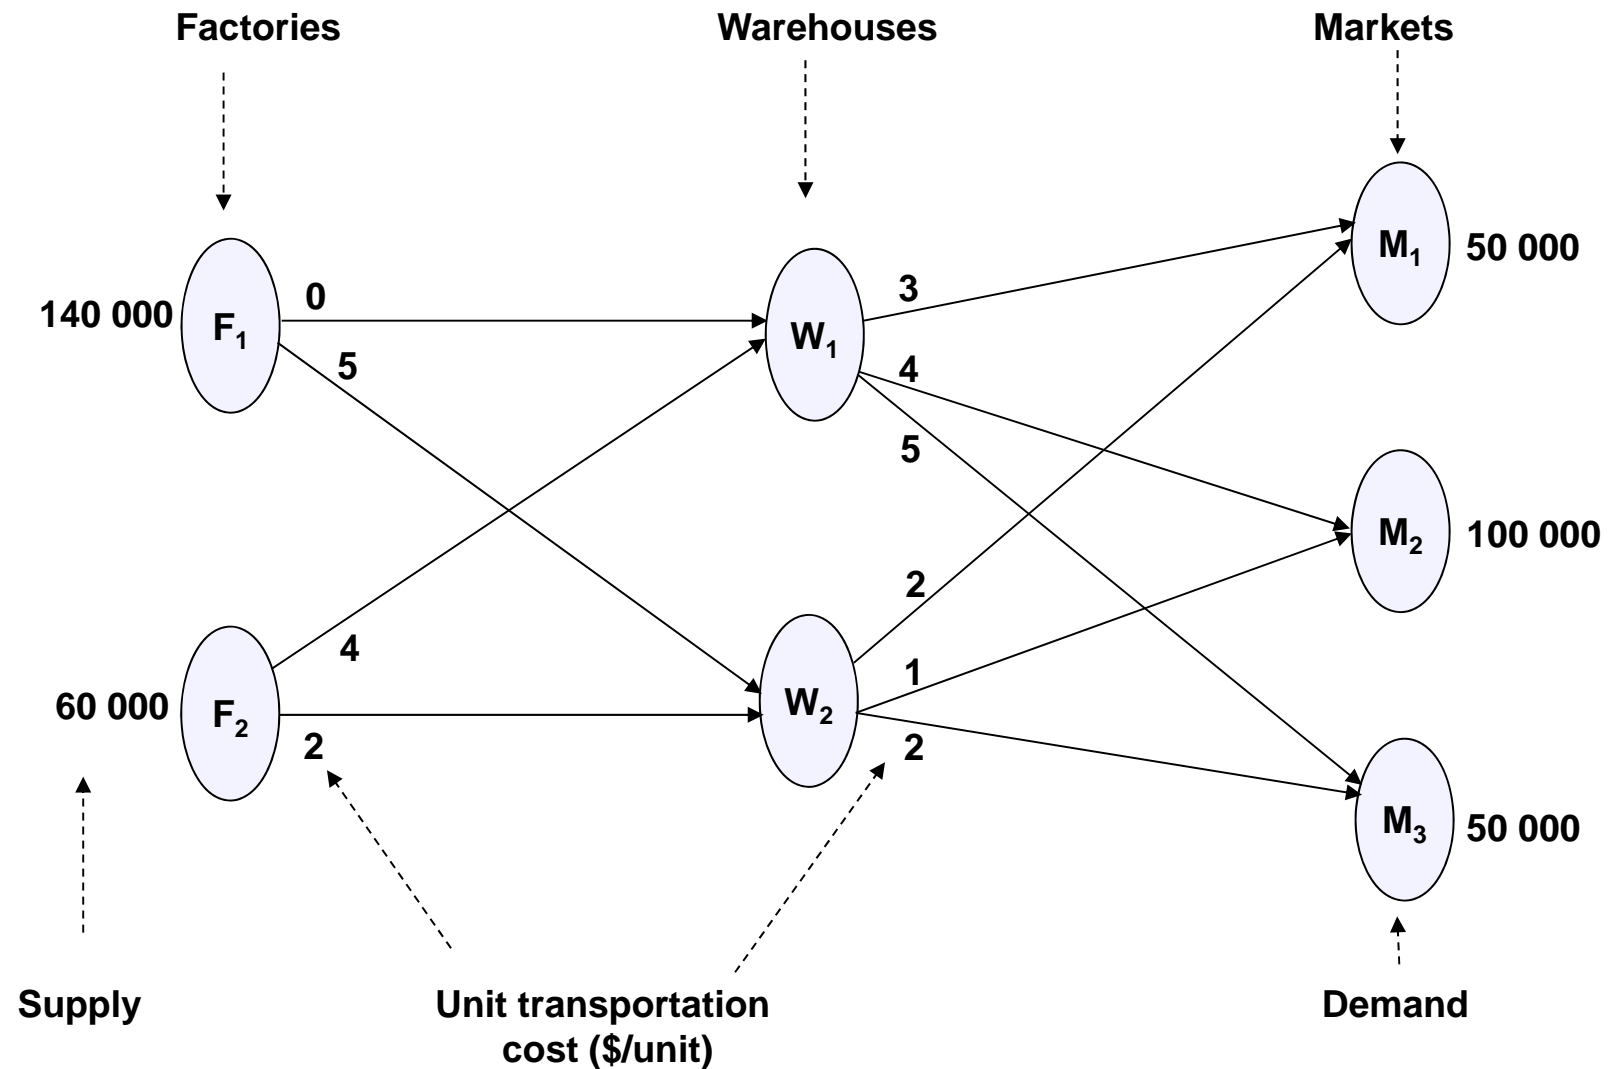 Factories
Warehouses
Markets
M1
50 000
0
3
140 000
F1
W1
5
4
5
M2
100 000
2
4
1
60 000
F2
W2
2
2
M3
50 000
Supply
Unit transportation
cost ($/unit)
Demand